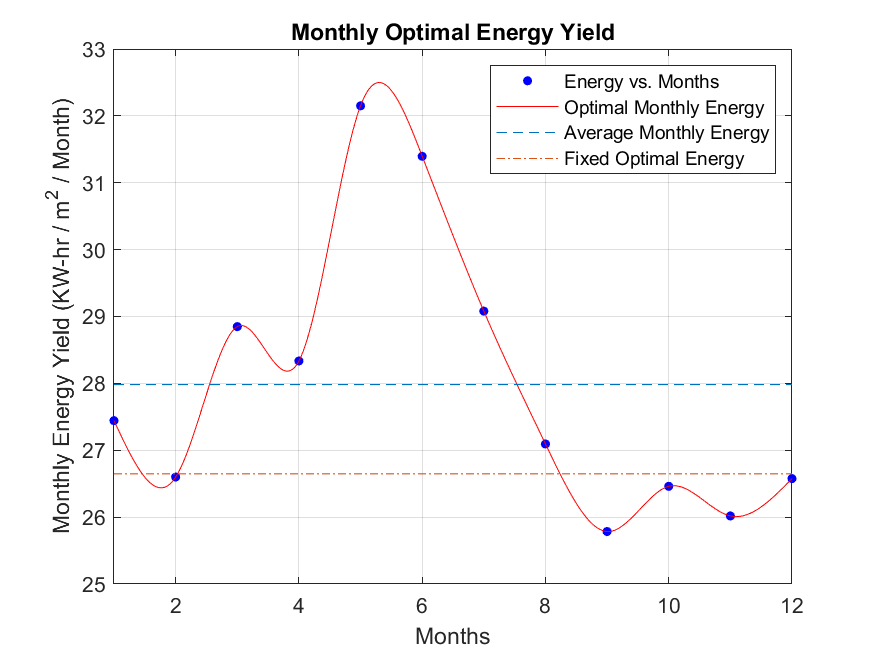 Monthly Optimal Energy Yield
Monthly Energy Yield (KW-hr / m² / Month)
33
32
31
30
29
28
27
26
25
Energy vs. Months
Optimal Monthly Energy
Average Monthly Energy
Fixed Optimal Energy
2 4 6 8 10 12
Months